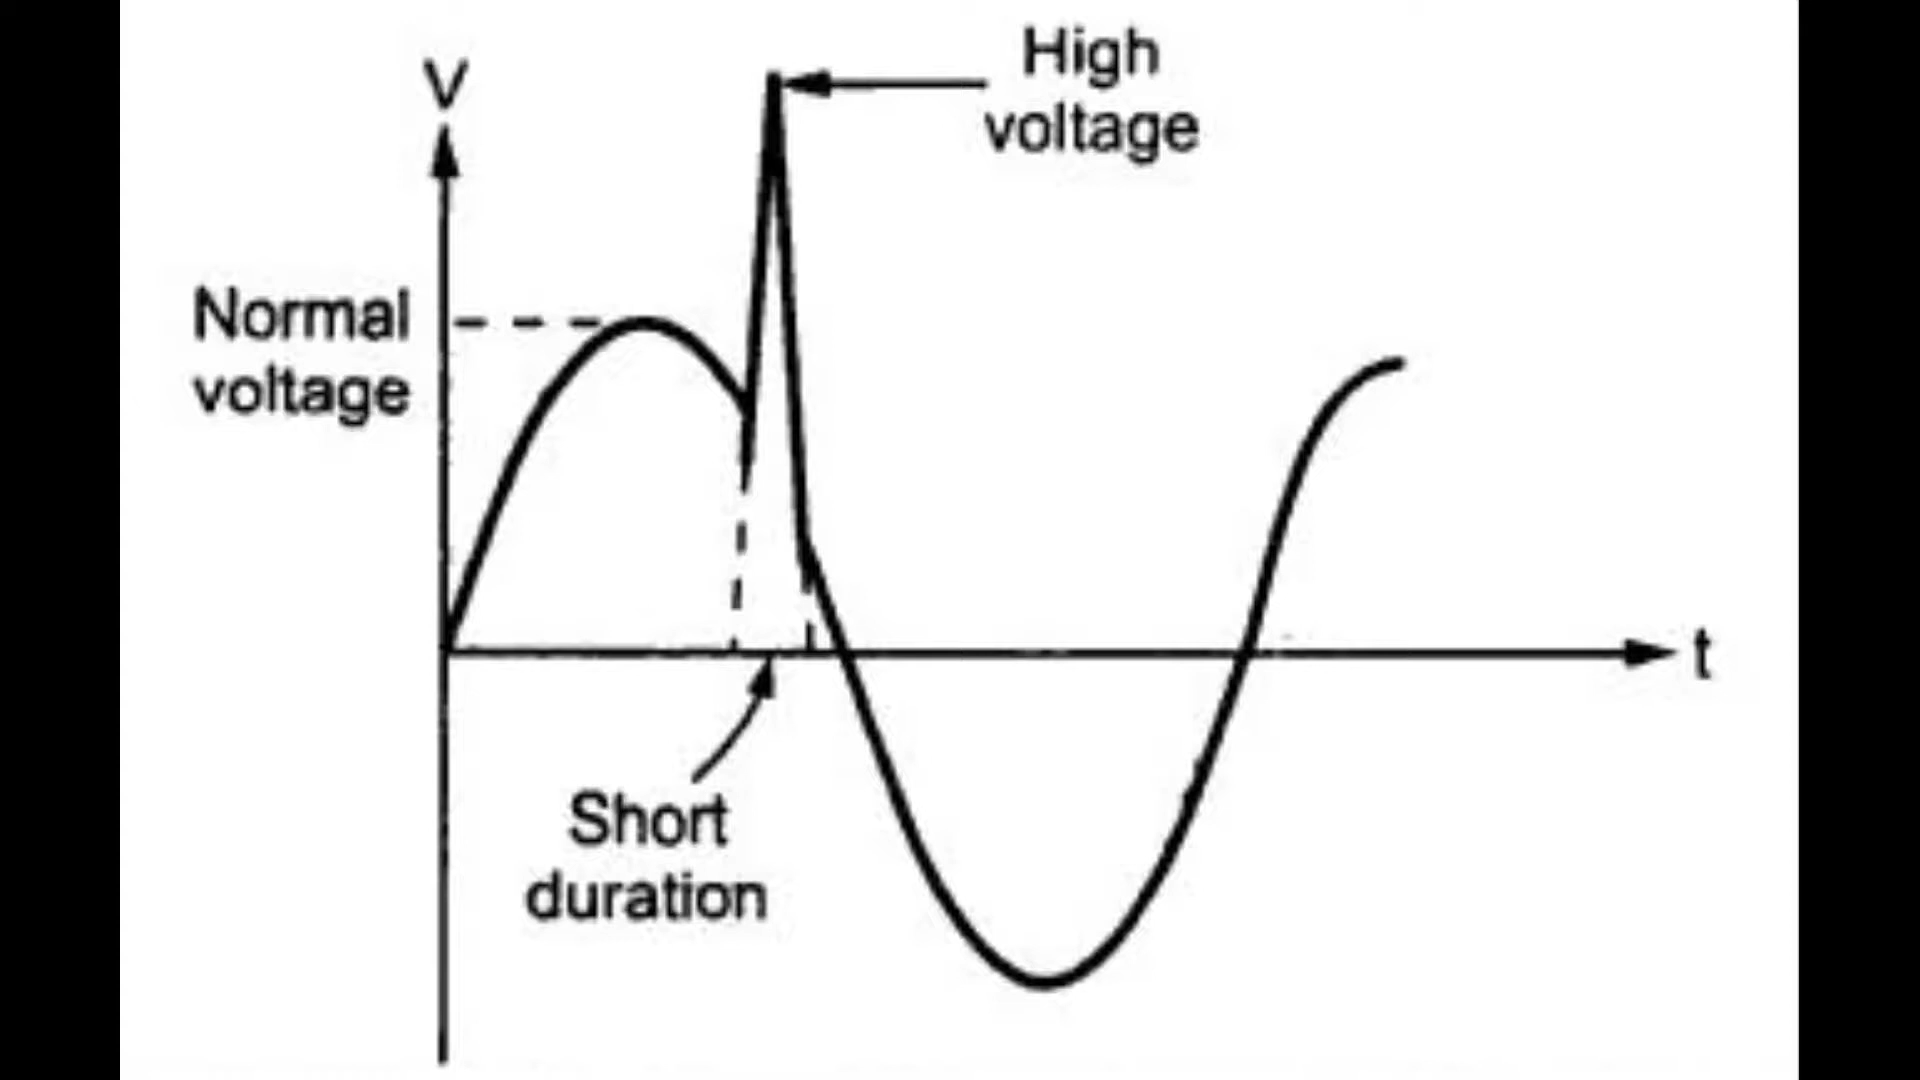 High
voltage
V
Normal
voltage
t
Short
duration